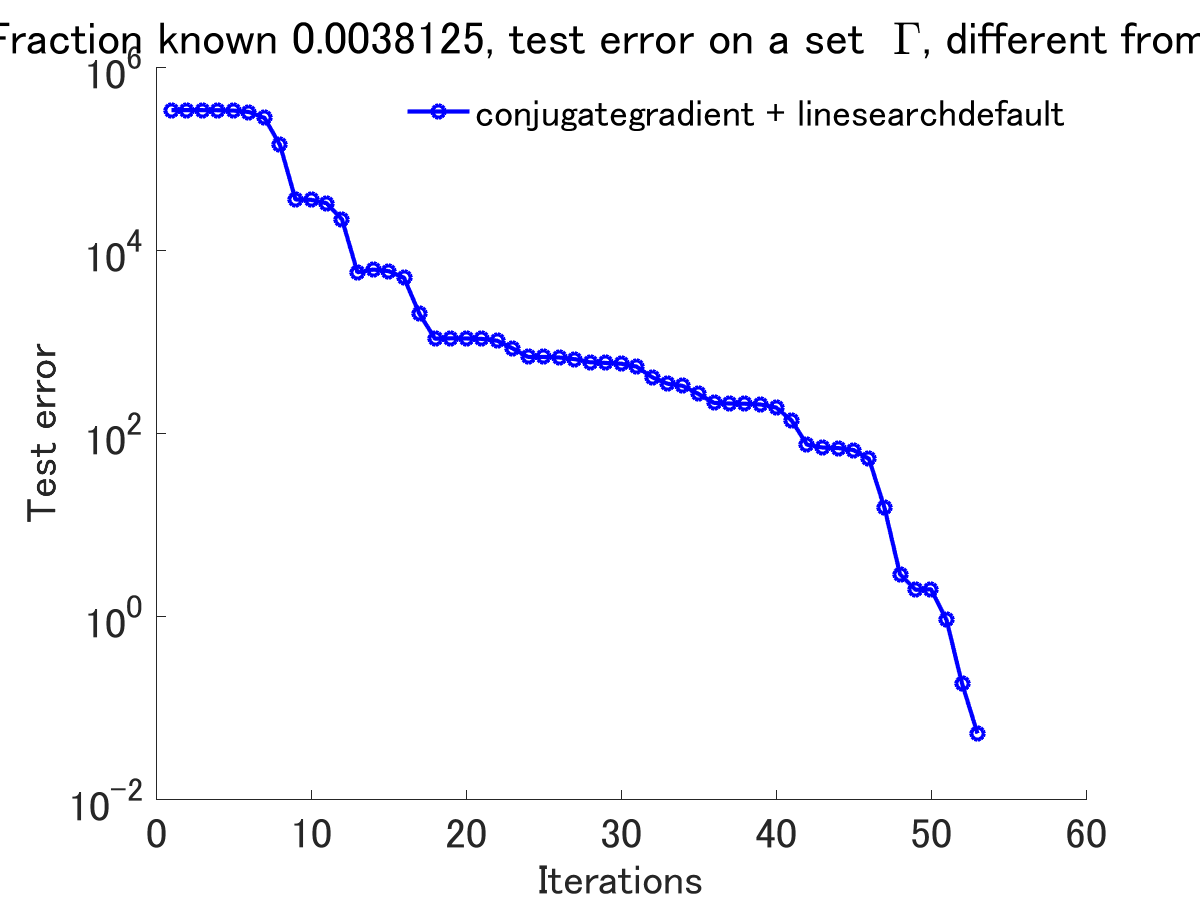 Fraction known 0.0038125, test error on a set Γ, different from
10^6
conjugategradient + linesearchdefault
10^4
10^2
10^0
10^-2
Test error
0 10 20 30 40 50 60
Iterations